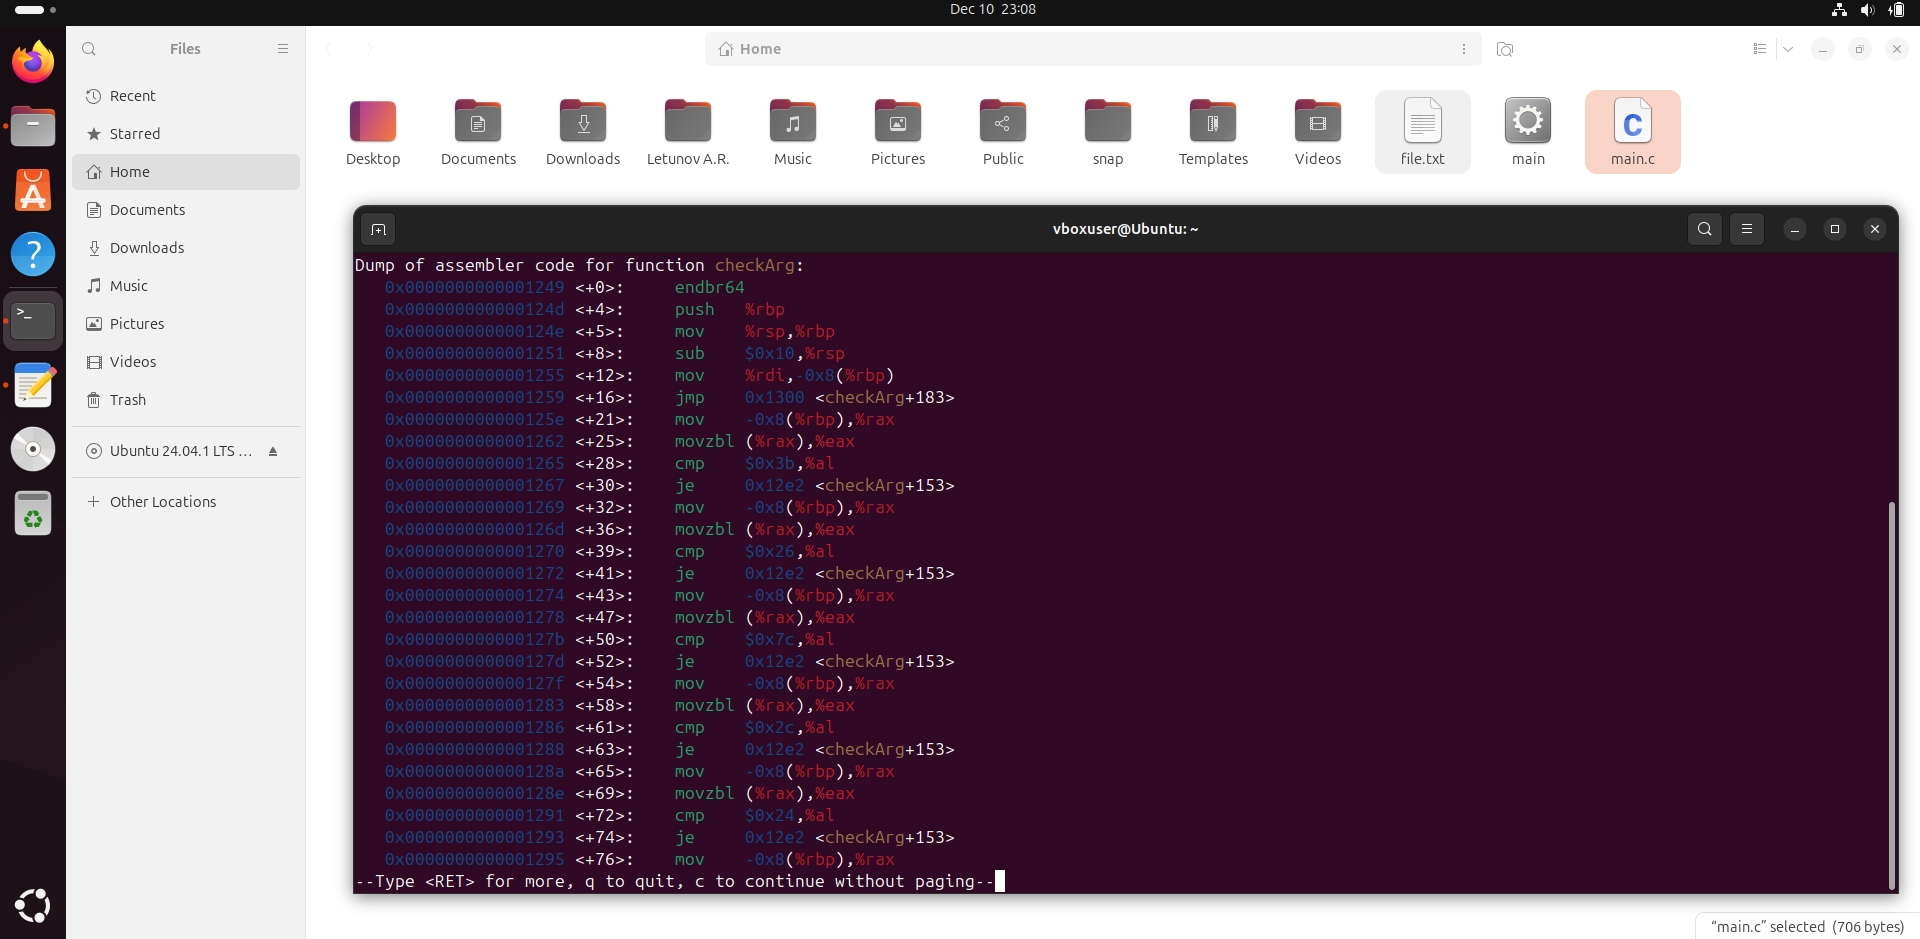 Dec 10 23:08
Files
Home
Recent
Starred
Home
Documents
Downloads
Music
Pictures
Videos
Trash
Ubuntu 24.04.1 LTS ...
Other Locations
Desktop
Documents
Downloads
Letunov A.R.
Music
Pictures
Public
snap
Templates
Videos
file.txt
main
main.c
vboxuser@Ubuntu: ~
Dump of assembler code for function checkArg:
0x0000000000001249 <+0>: endbr64
0x000000000000124d <+4>: push %rbp
0x000000000000124e <+5>: mov %rsp,%rbp
0x0000000000001251 <+8>: sub $0x10,%rsp
0x0000000000001255 <+12>: mov %rdi,-0x8(%rbp)
0x0000000000001259 <+16>: jmp 0x1300 <checkArg+183>
0x000000000000125e <+21>: mov -0x8(%rbp),%rax
0x0000000000001262 <+25>: movzbl (%rax),%eax
0x0000000000001265 <+28>: cmp $0x3b,%al
0x0000000000001267 <+30>: je 0x12e2 <checkArg+153>
0x0000000000001269 <+32>: mov -0x8(%rbp),%rax
0x000000000000126d <+36>: movzbl (%rax),%eax
0x0000000000001270 <+39>: cmp $0x26,%al
0x0000000000001272 <+41>: je 0x12e2 <checkArg+153>
0x0000000000001274 <+43>: mov -0x8(%rbp),%rax
0x0000000000001278 <+47>: movzbl (%rax),%eax
0x000000000000127b <+50>: cmp $0x7c,%al
0x000000000000127d <+52>: je 0x12e2 <checkArg+153>
0x000000000000127f <+54>: mov -0x8(%rbp),%rax
0x0000000000001283 <+58>: movzbl (%rax),%eax
0x0000000000001286 <+61>: cmp $0x2c,%al
0x0000000000001288 <+63>: je 0x12e2 <checkArg+153>
0x000000000000128a <+65>: mov -0x8(%rbp),%rax
0x000000000000128e <+69>: movzbl (%rax),%eax
0x0000000000001291 <+72>: cmp $0x24,%al
0x0000000000001293 <+74>: je 0x12e2 <checkArg+153>
0x0000000000001295 <+76>: mov -0x8(%rbp),%rax
--Type <RET> for more, q to quit, c to continue without paging--
“main.c” selected (706 bytes)